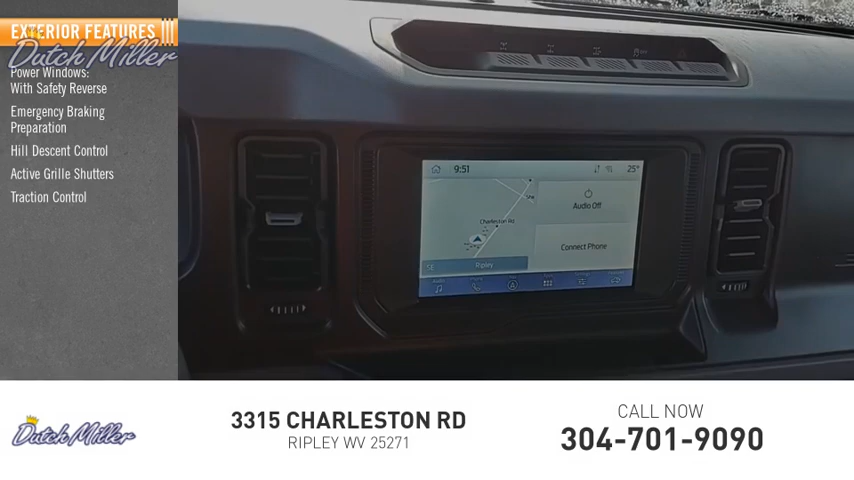 EXTERIOR FEATURES
Dutch Miller
Power Windows:
With Safety Reverse
Emergency Braking
Preparation
Hill Descent Control
Active Grille Shutters
Traction Control
9:51
25°
Audio Off
Charleston Rd
Connect Phone
SE
Ripley
Audio
Dutch Miller
3315 CHARLESTON RD
RIPLEY WV 25271
CALL NOW
304-701-9090